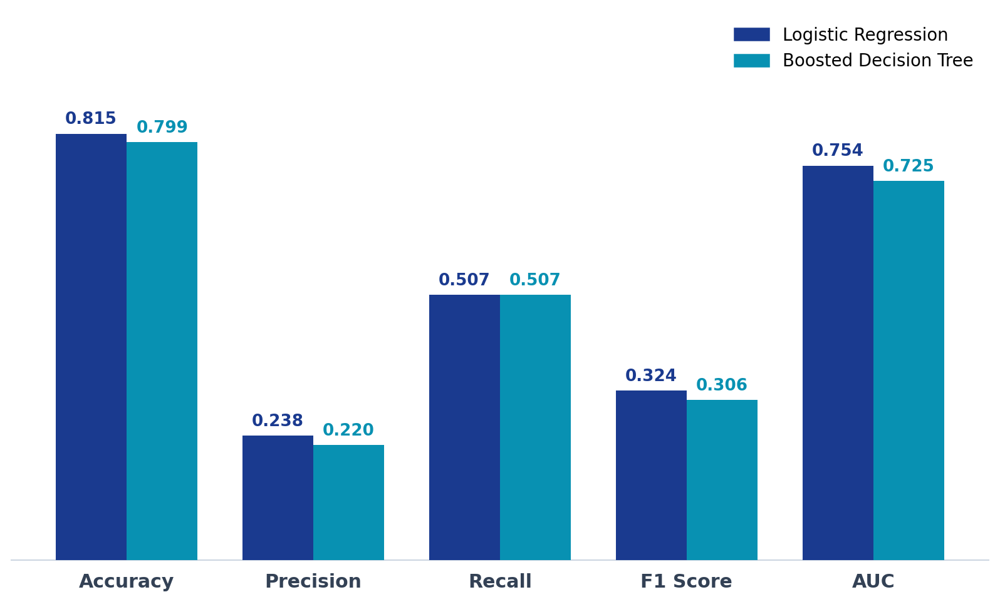 Logistic Regression
Boosted Decision Tree
0.815
0.799
0.238
0.220
0.507
0.507
0.324
0.306
0.754
0.725
Accuracy
Precision
Recall
F1 Score
AUC